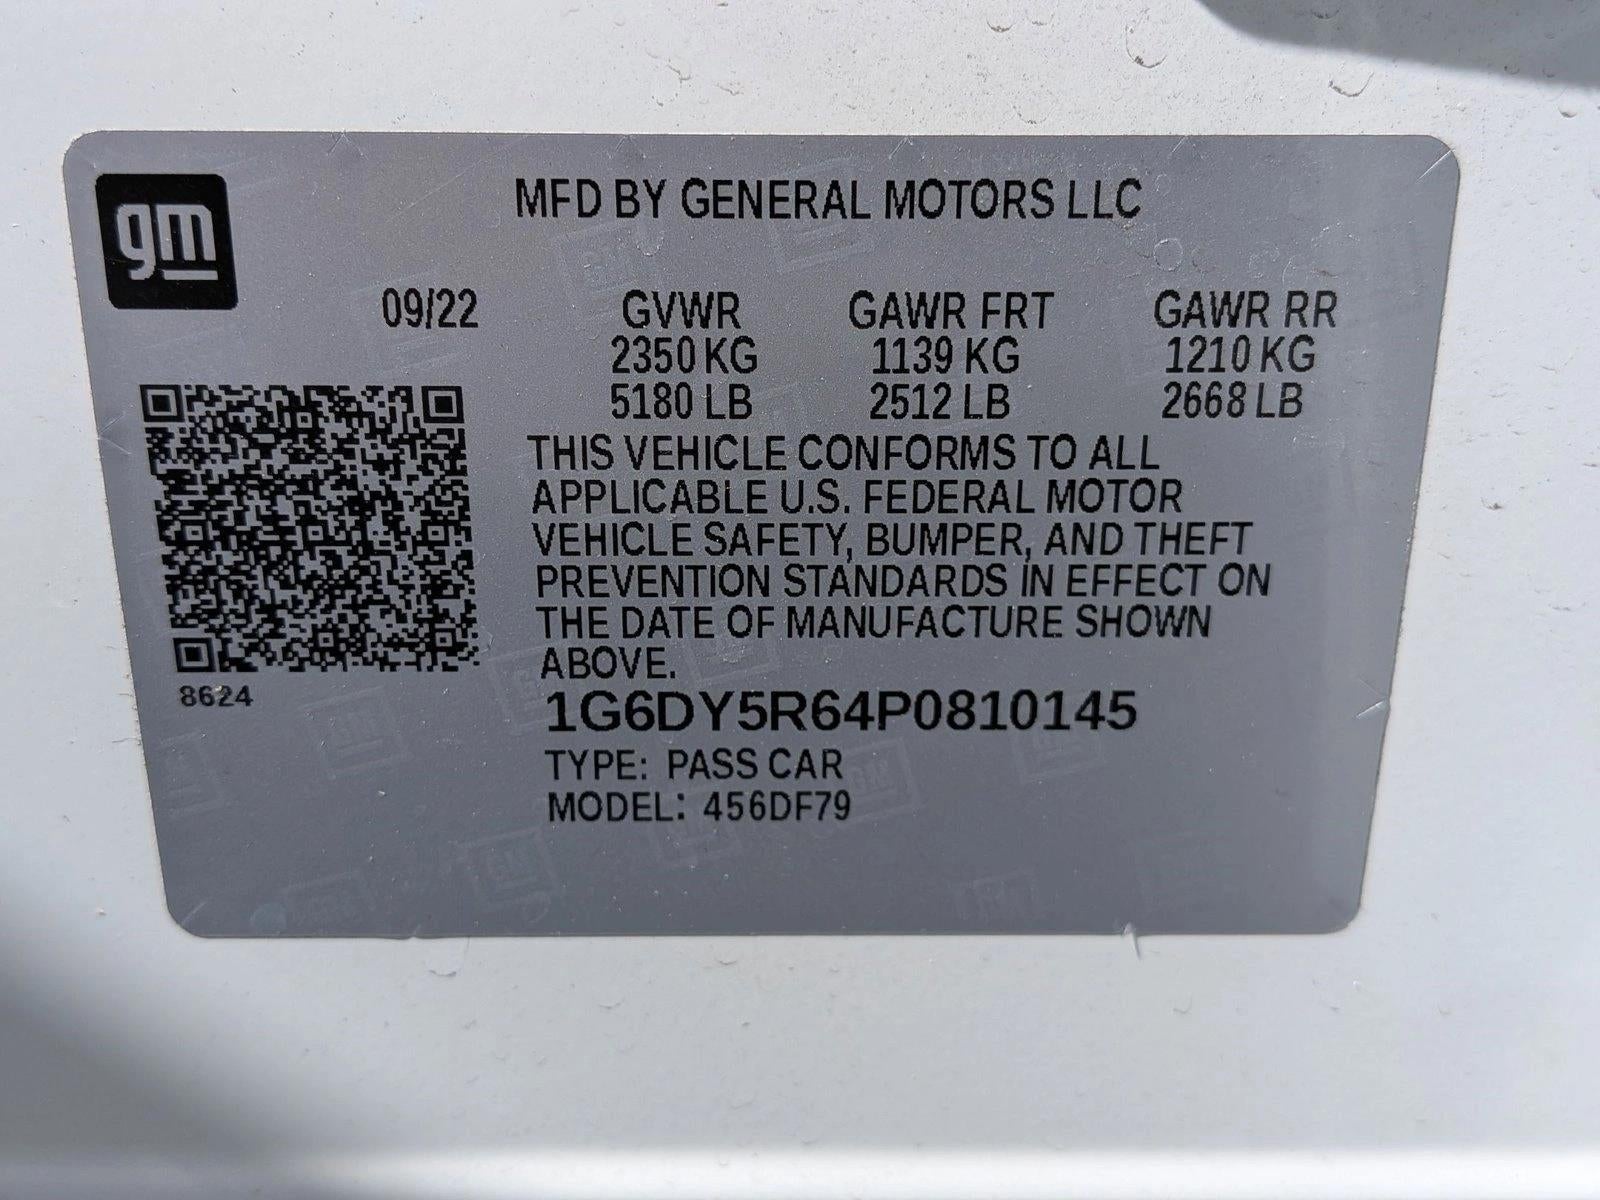 gm
MFD BY GENERAL MOTORS LLC
09/22 GVWR GAWR FRT GAWR RR
2350 KG 1139 KG 1210 KG
5180 LB 2512 LB 2668 LB
THIS VEHICLE CONFORMS TO ALL
APPLICABLE U.S. FEDERAL MOTOR
VEHICLE SAFETY, BUMPER, AND THEFT
PREVENTION STANDARDS IN EFFECT ON
THE DATE OF MANUFACTURE SHOWN
ABOVE.
8624
1G6DY5R64P0810145
TYPE: PASS CAR
MODEL: 456DF79